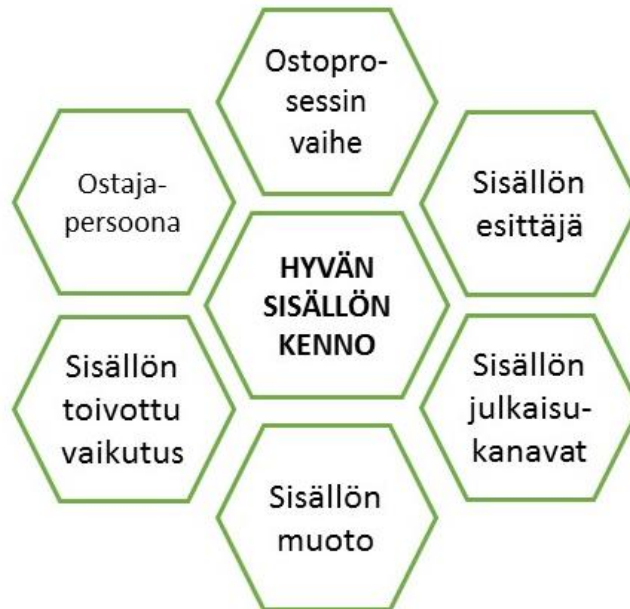 Ostopro-
sessin
vaihe
Ostaja-
persoona
Sisällön
esittäjä
HYVÄN
SISÄLLÖN
KENNO
Sisällön
toivottu
vaikutus
Sisällön
julkaisu-
kanavat
Sisällön
muoto